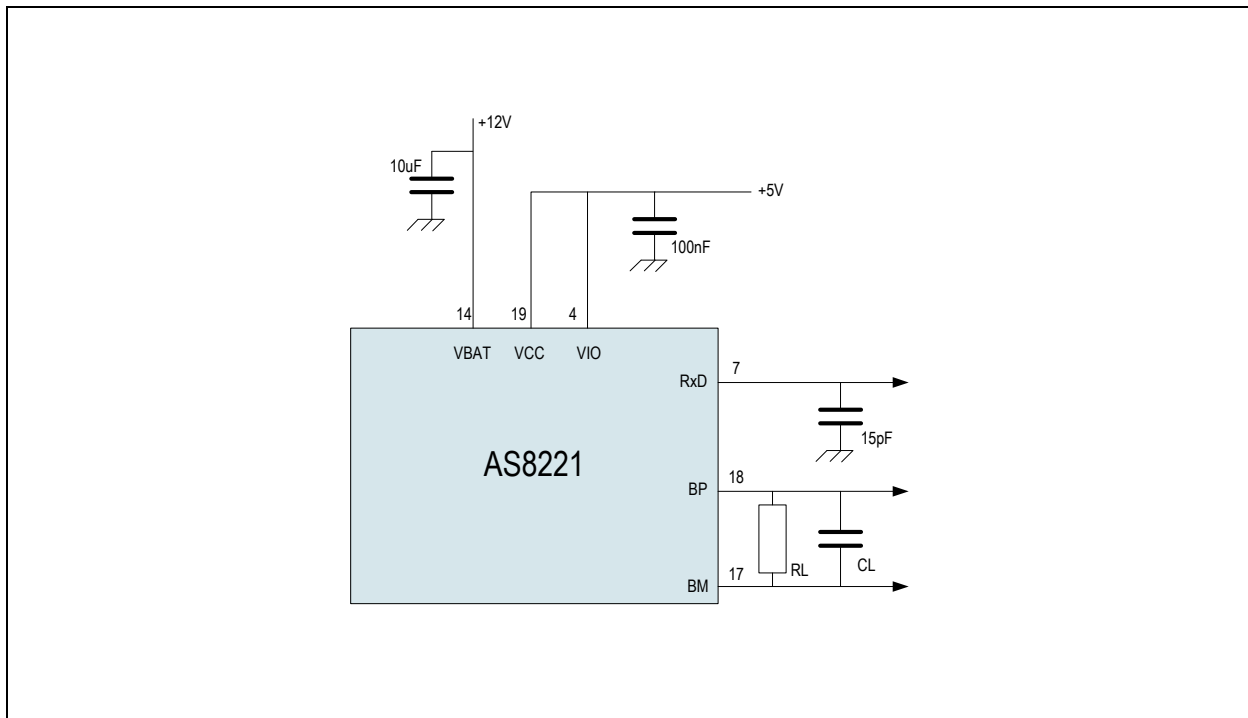 +12V
10uF
+5V
100nF
14 19 4
VBAT VCC VIO
7
RxD
15pF
AS8221
18
BP
RL CL
17
BM